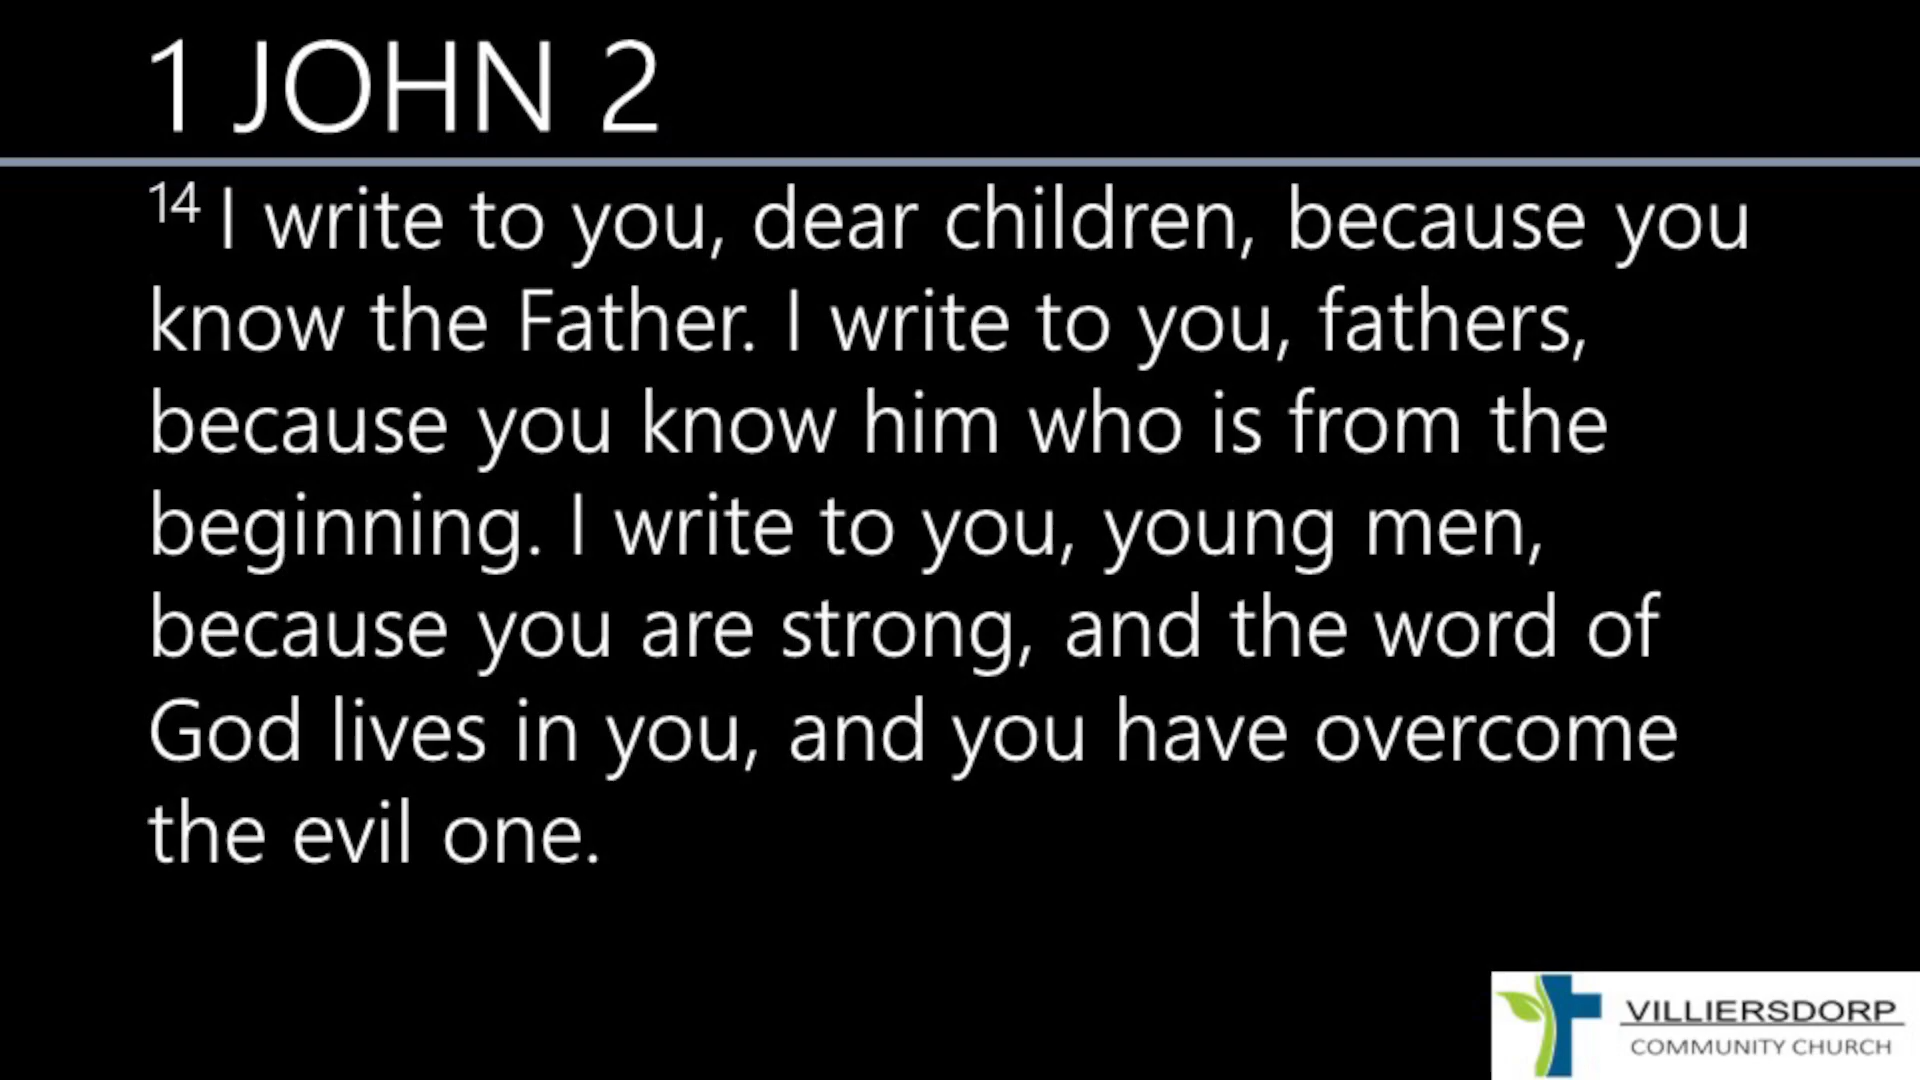 1 JOHN 2
14 I write to you, dear children, because you
know the Father. I write to you, fathers,
because you know him who is from the
beginning. I write to you, young men,
because you are strong, and the word of
God lives in you, and you have overcome
the evil one.
VILLIERSDORP
COMMUNITY CHURCH